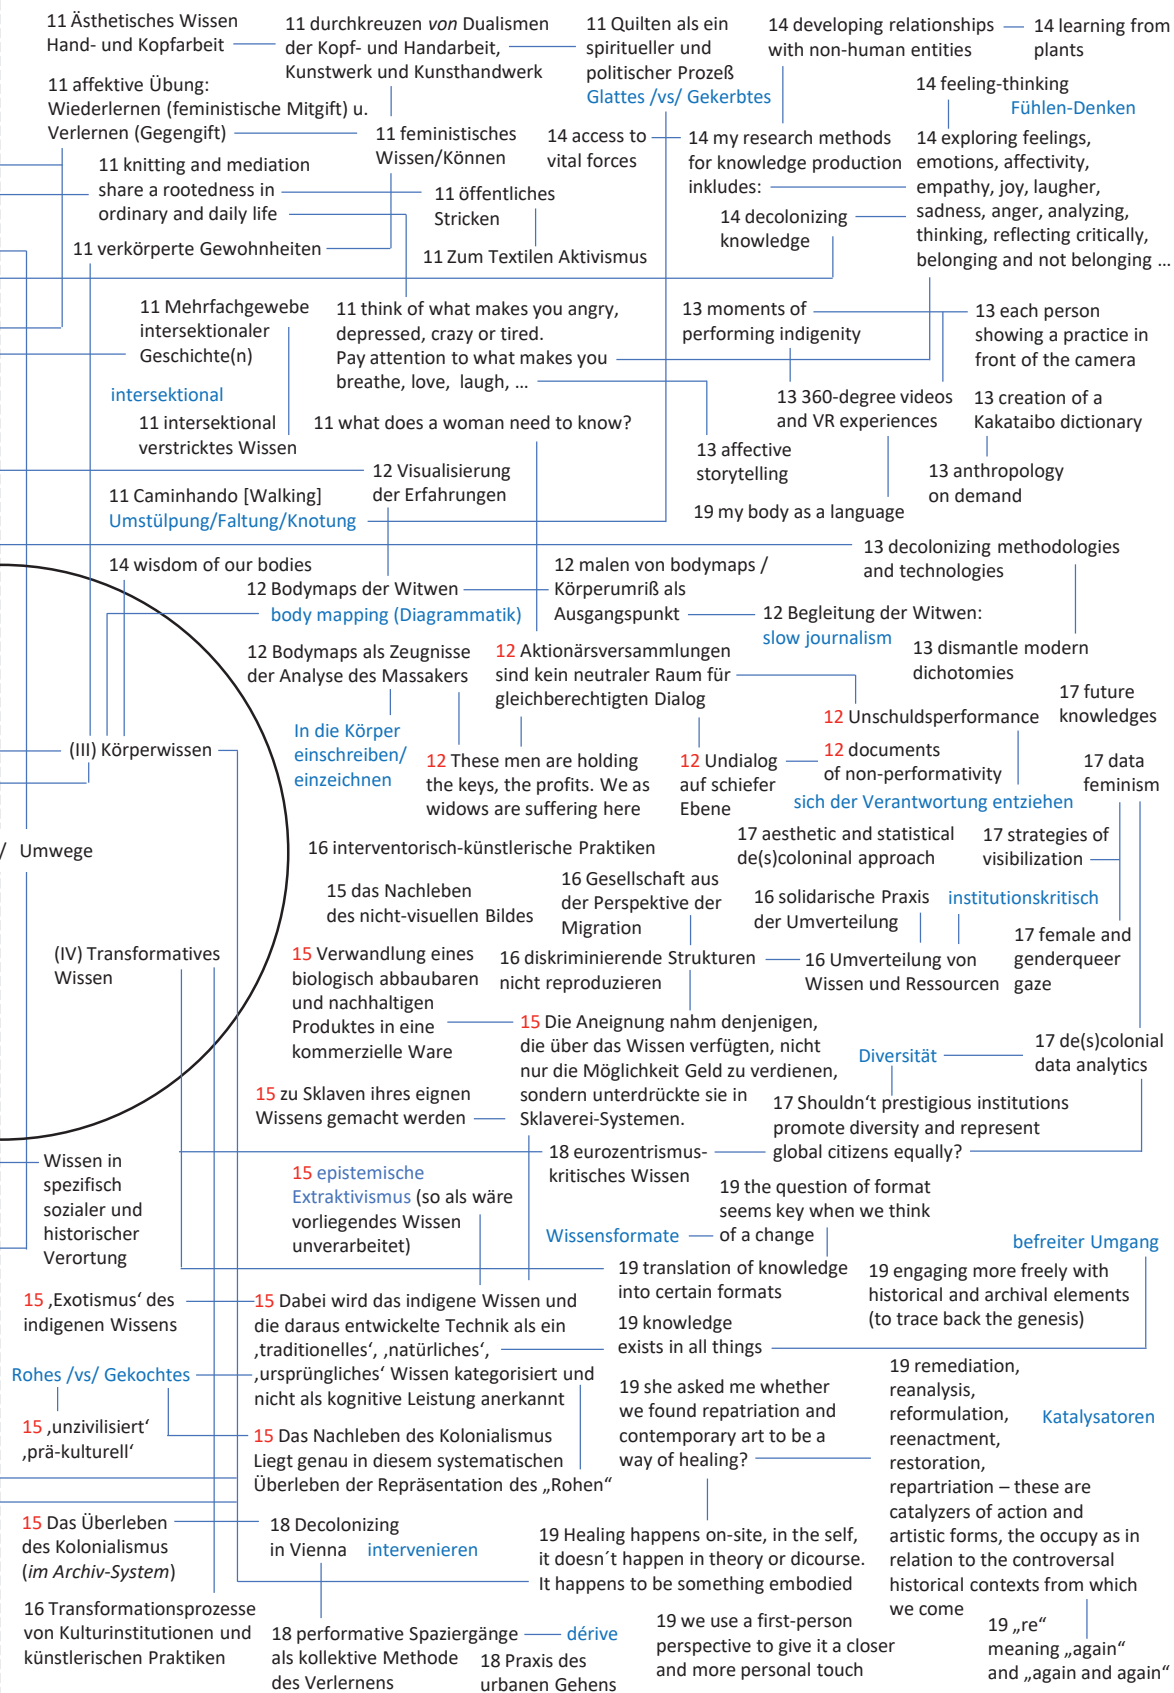 11 Ästhetisches Wissen
Hand- und Kopfarbeit
11 durchkreuzen von Dualismen
der Kopf- und Handarbeit,
Kunstwerk und Kunsthandwerk
11 Quilten als ein
spiritueller und
politischer Prozeß
Glattes /vs/ Gekerbtes
14 developing relationships
with non-human entities
14 learning from
plants
11 affektive Übung:
Wiederlernen (feministische Mitgift) u.
Verlernen (Gegengift)
11 feministisches
Wissen/Können
14 access to
vital forces
14 my research methods
for knowledge production
inkludes:
14 feeling-thinking
Fühlen-Denken
14 exploring feelings,
emotions, affectivity,
empathy, joy, laugher,
sadness, anger, analyzing,
thinking, reflecting critically,
belonging and not belonging ...
11 knitting and mediation
share a rootedness in
ordinary and daily life
11 öffentliches
Stricken
14 decolonizing
knowledge
11 verkörperte Gewohnheiten
11 Zum Textilen Aktivismus
11 Mehrfachgewebe
intersektionaler
Geschichte(n)
intersektional
11 intersektional
verstricktes Wissen
11 think of what makes you angry,
depressed, crazy or tired.
Pay attention to what makes you
breathe, love, laugh, ...
13 moments of
performing indigenity
13 each person
showing a practice in
front of the camera
13 360-degree videos
and VR experiences
13 creation of a
Kakataibo dictionary
11 what does a woman need to know?
13 affective
storytelling
13 anthropology
on demand
12 Visualisierung
der Erfahrungen
11 Caminhando [Walking]
Umstülpung/Faltung/Knotung
19 my body as a language
13 decolonizing methodologies
and technologies
14 wisdom of our bodies
12 Bodymaps der Witwen
body mapping (Diagrammatik)
12 malen von bodymaps /
Körperumriß als
Ausgangspunkt
12 Begleitung der Witwen:
slow journalism
13 dismantle modern
dichotomies
12 Bodymaps als Zeugnisse
der Analyse des Massakers
12 Aktionärsversammlungen
sind kein neutraler Raum für
gleichberechtigten Dialog
17 future
knowledges
In die Körper
einschreiben/
einzeichnen
12 Unschuldsperformance
(III) Körperwissen
12 These men are holding
the keys, the profits. We as
widows are suffering here
12 Undialog
auf schiefer
Ebene
12 documents
of non-performativity
sich der Verantwortung entziehen
17 data
feminism
/ Umwege
16 interventorisch-künstlerische Praktiken
17 aesthetic and statistical
de(s)coloninal approach
17 strategies of
visibilization
15 das Nachleben
des nicht-visuellen Bildes
16 Gesellschaft aus
der Perspektive der
Migration
16 solidarische Praxis
der Umverteilung
institutionskritisch
(IV) Transformatives
Wissen
15 Verwandlung eines
biologisch abbaubaren
und nachhaltigen
Produktes in eine
kommerzielle Ware
16 diskriminierende Strukturen
nicht reproduzieren
16 Umverteilung von
Wissen und Ressourcen
17 female and
genderqueer
gaze
15 Die Aneignung nahm denjenigen,
die über das Wissen verfügten, nicht
nur die Möglichkeit Geld zu verdienen,
sondern unterdrückte sie in
Sklaverei-Systemen.
Diversität
17 de(s)colonial
data analytics
15 zu Sklaven ihres eignen
Wissens gemacht werden
17 Shouldn't prestigious institutions
promote diversity and represent
global citizens equally?
Wissen in
spezifisch
sozialer und
historischer
Verortung
15 epistemische
Extraktivismus (so als wäre
vorliegendes Wissen
unverarbeitet)
18 eurozentrismus-
kritisches Wissen
19 the question of format
seems key when we think
of a change
Wissensformate
befreiter Umgang
19 translation of knowledge
into certain formats
19 engaging more freely with
historical and archival elements
(to trace back the genesis)
15 ‚Exotismus‘ des
indigenen Wissens
15 Dabei wird das indigene Wissen und
die daraus entwickelte Technik als ein
‚traditionelles‘, ‚natürliches‘,
‚ursprüngliches‘ Wissen kategorisiert und
nicht als kognitive Leistung anerkannt
19 knowledge
exists in all things
Rohes /vs/ Gekochtes
15 ‚unzivilisiert‘
‚prä-kulturell‘
19 she asked me whether
we found repatriation and
contemporary art to be a
way of healing?
19 remediation,
reanalysis,
reformulation,
reenactment,
restoration,
repartriation – these are
catalyzers of action and
artistic forms, the occupy as in
relation to the controversal
historical contexts from which
we come
Katalysatoren
15 Das Nachleben des Kolonialismus
Liegt genau in diesem systematischen
Überleben der Repräsentation des „Rohen“
15 Das Überleben
des Kolonialismus
(im Archiv-System)
18 Decolonizing
in Vienna intervenieren
19 Healing happens on-site, in the self,
it doesn´t happen in theory or dicourse.
It happens to be something embodied
16 Transformationsprozesse
von Kulturinstitutionen und
künstlerischen Praktiken
18 performative Spaziergänge
als kollektive Methode
des Verlernens
dérive
18 Praxis des
urbanen Gehens
19 we use a first-person
perspective to give it a closer
and more personal touch
19 „re“
meaning „again“
and „again and again“